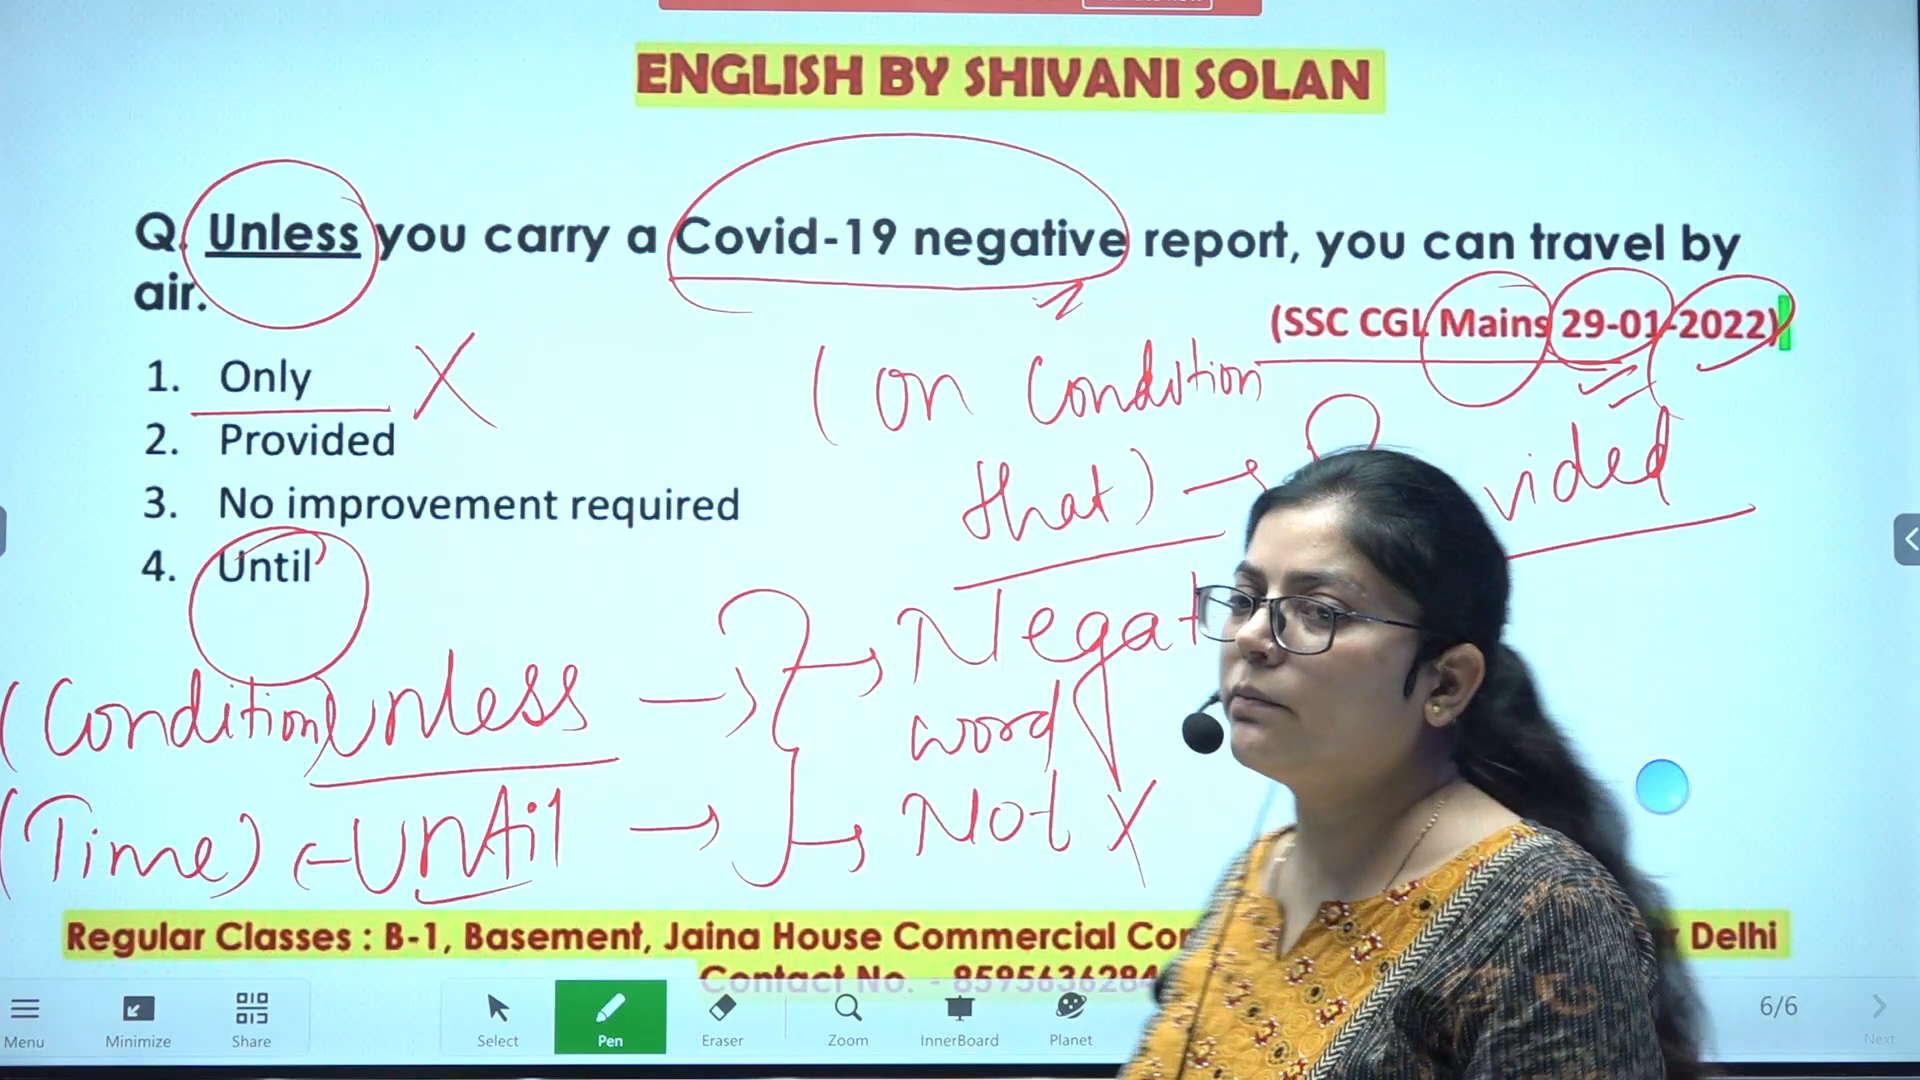 ENGLISH BY SHIVANI SOLAN
Q. Unless you carry a Covid-19 negative report, you can travel by
air.
(SSC CGL Mains 29-01-2022)
1. Only X
2. Provided
3. No improvement required
4. Until
(on Condition
that) → vided
(Condition) unless → Negat
word
(Time) ← Until → Not X
Regular Classes : B-1, Basement, Jaina House Commercial Delhi
Contact No. - 859563628
Menu Minimize Share Select Pen Eraser Zoom InnerBoard Planet 6/6 Next